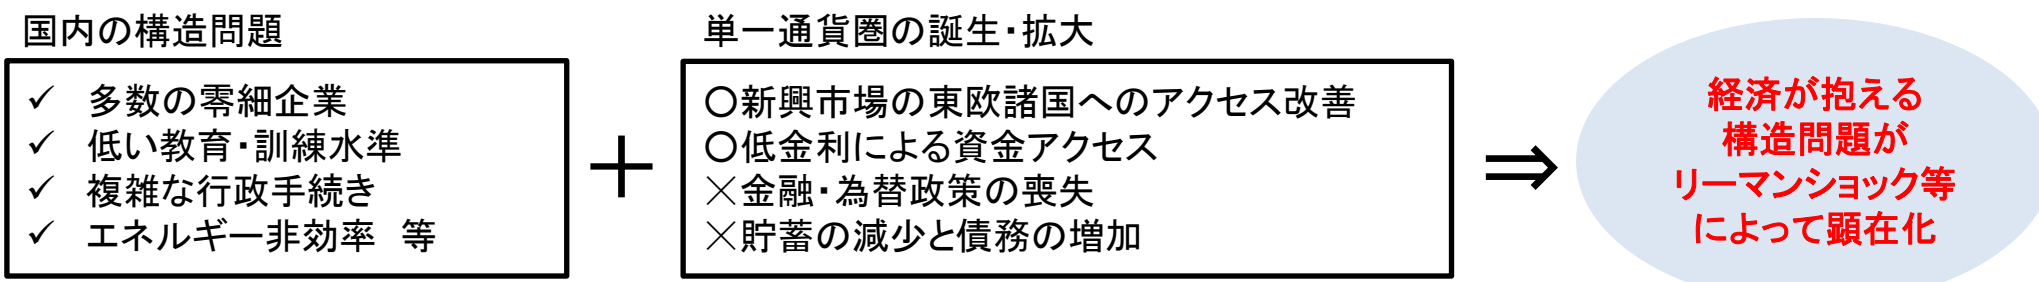 国内の構造問題
✓ 多数の零細企業
✓ 低い教育・訓練水準
✓ 複雑な行政手続き
✓ エネルギー非効率 等
＋
単一通貨圏の誕生・拡大
○新興市場の東欧諸国へのアクセス改善
○低金利による資金アクセス
×金融・為替政策の喪失
×貯蓄の減少と債務の増加
⇒
経済が抱える
構造問題が
リーマンショック等
によって顕在化